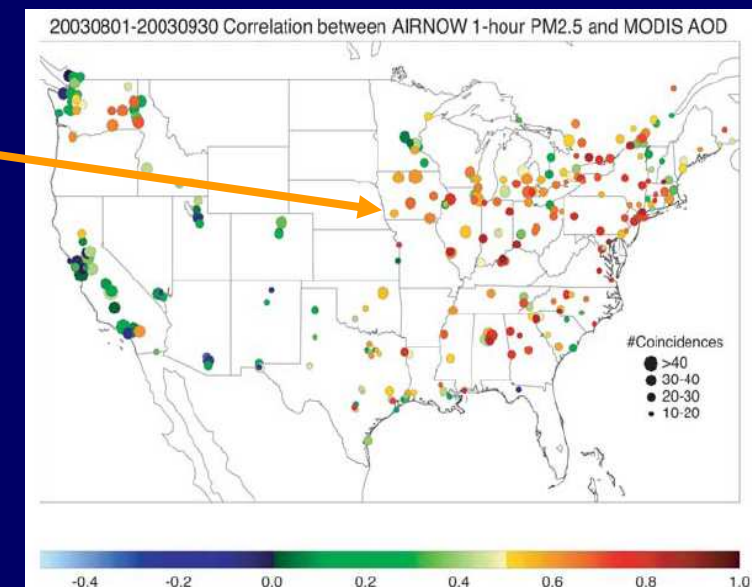 20030801-20030930 Correlation between AIRNOW 1-hour PM2.5 and MODIS AOD
#Coincidences
>40
30-40
20-30
10-20
-0.4 -0.2 0.0 0.2 0.4 0.6 0.8 1.0